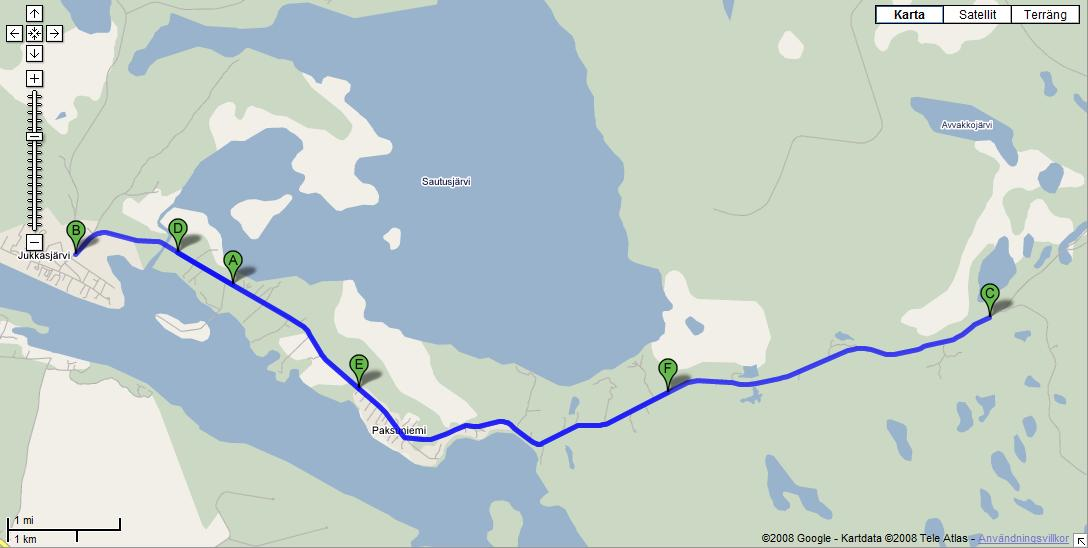 Karta Satellit Terräng
Avvakkojärvi
Sautusjärvi
B
D
Jukkasjärvi
A
C
E
F
Paksuniemi
1 mi
1 km
©2008 Google - Kartdata ©2008 Tele Atlas - Användningsvillkor